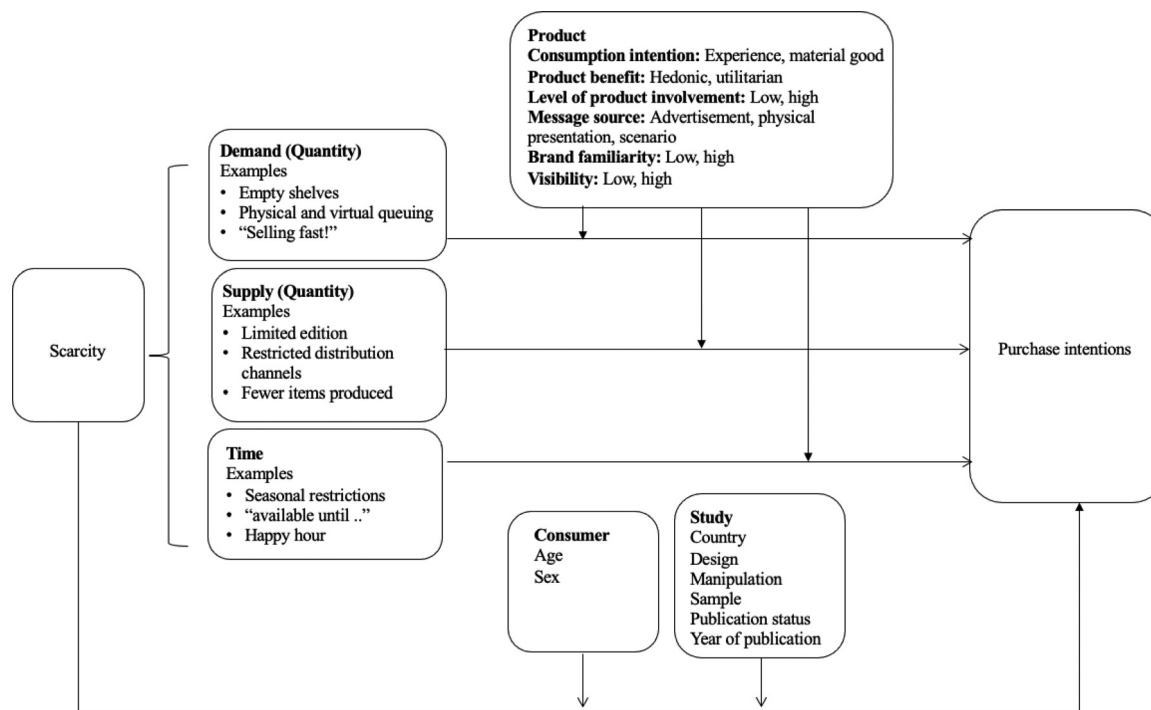 Product
Consumption intention: Experience, material good
Product benefit: Hedonic, utilitarian
Level of product involvement: Low, high
Message source: Advertisement, physical
presentation, scenario
Brand familiarity: Low, high
Visibility: Low, high
Demand (Quantity)
Examples
• Empty shelves
• Physical and virtual queuing
• “Selling fast!”
Scarcity
Supply (Quantity)
Examples
• Limited edition
• Restricted distribution
channels
• Fewer items produced
Purchase intentions
Time
Examples
• Seasonal restrictions
• “available until ..”
• Happy hour
Consumer
Age
Sex
Study
Country
Design
Manipulation
Sample
Publication status
Year of publication